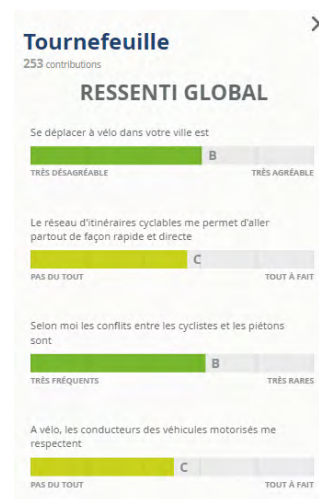 Tournefeuille
253 contributions
RESSENTI GLOBAL
Se déplacer à vélo dans votre ville est
B
TRÈS DÉSAGRÉABLE TRÈS AGRÉABLE
Le réseau d'itinéraires cyclables me permet d'aller
partout de façon rapide et directe
C
PAS DU TOUT TOUT À FAIT
Selon moi les conflits entre les cyclistes et les piétons
sont
B
TRÈS FRÉQUENTS TRÈS RARES
A vélo, les conducteurs des véhicules motorisés me
respectent
C
PAS DU TOUT TOUT À FAIT